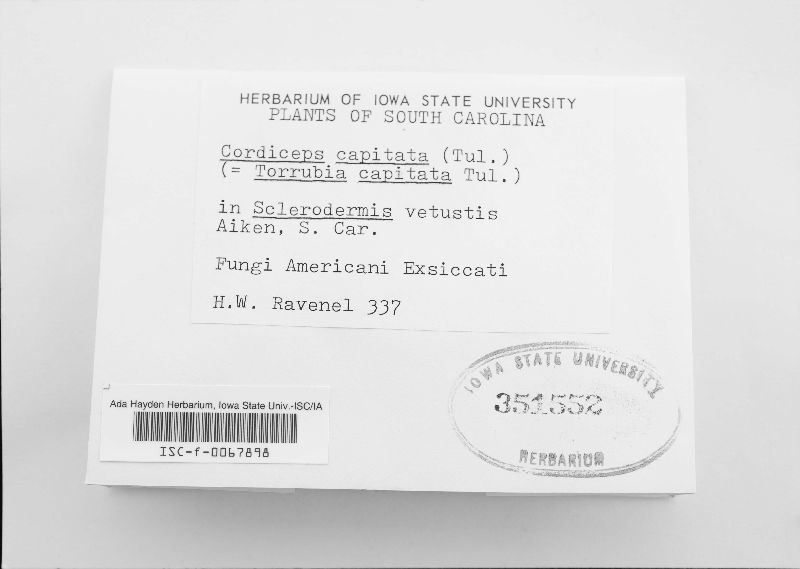 HERBARIUM OF IOWA STATE UNIVERSITY
PLANTS OF SOUTH CAROLINA
Cordiceps capitata (Tul.)
(= Torrubia capitata Tul.)
in Sclerodermis vetustis
Aiken, S. Car.
Fungi Americani Exsiccati
H.W. Ravenel 337
IOWA STATE UNIVERSITY
351552
HERBARIUM
Ada Hayden Herbarium, Iowa State Univ.-ISC/IA
ISC-f-0067898